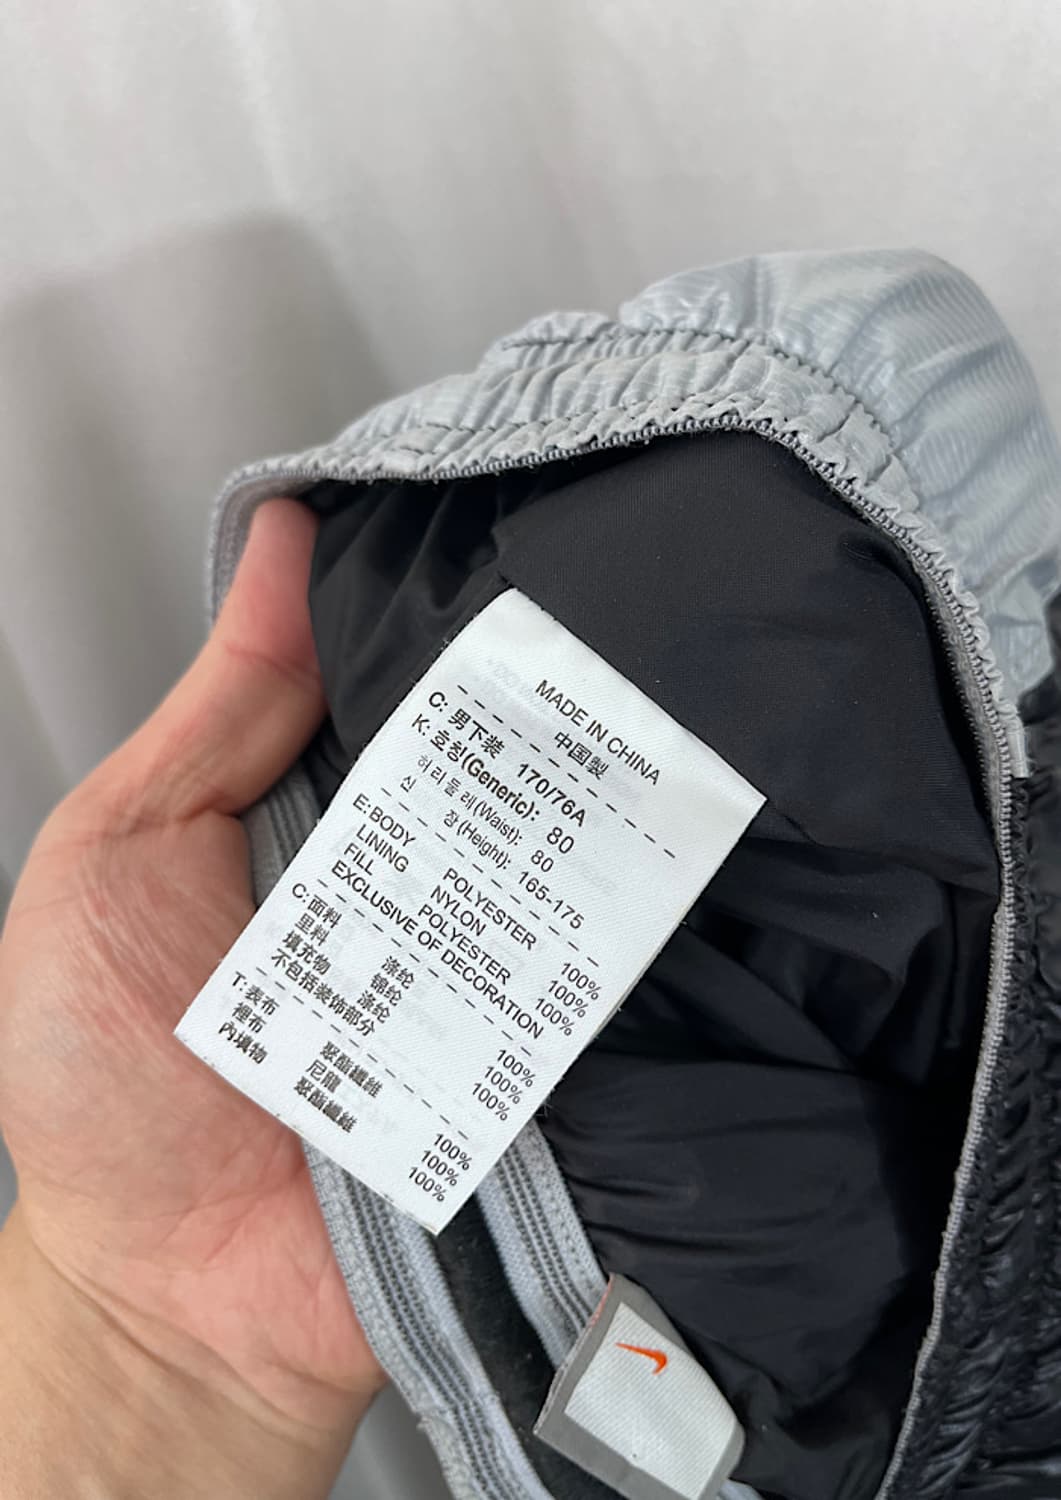 MADE IN CHINA
中国製
C: 男下装 170/76A
K: 호칭(Generic): 80
허리둘레(Waist): 80
신 장(Height): 165-175
E: BODY POLYESTER 100%
LINING NYLON 100%
FILL POLYESTER 100%
EXCLUSIVE OF DECORATION
C: 面料 涤纶 100%
里料 锦纶 100%
填充物 涤纶 100%
不包括装饰部分
T: 表布 聚酯纖維 100%
裡布 尼龍 100%
內填物 聚酯纖維 100%